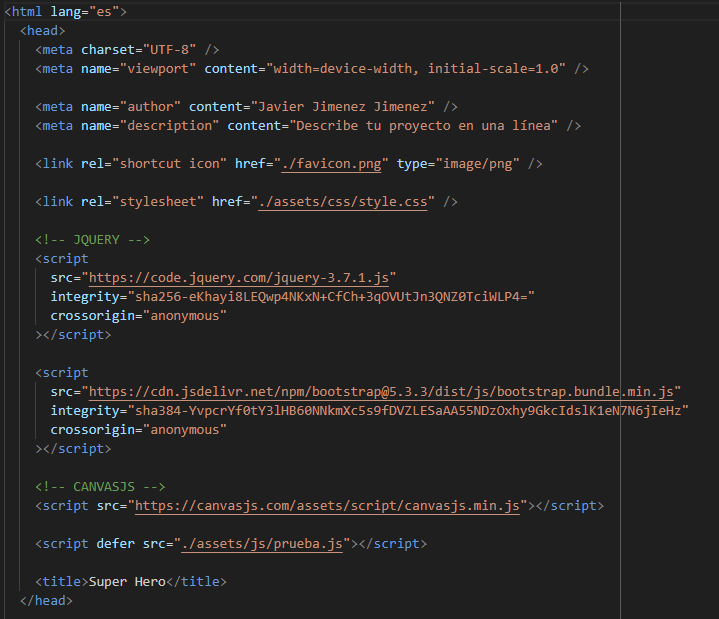 <html lang="es">
<head>
<meta charset="UTF-8" />
<meta name="viewport" content="width=device-width, initial-scale=1.0" />
<meta name="author" content="Javier Jimenez Jimenez" />
<meta name="description" content="Describe tu proyecto en una línea" />
<link rel="shortcut icon" href="./favicon.png" type="image/png" />
<link rel="stylesheet" href="./assets/css/style.css" />
<!-- JQUERY -->
<script
src="https://code.jquery.com/jquery-3.7.1.js"
integrity="sha256-eKhayi8LEQwp4NKxN+CfCh+3qOVUtJn3QNZ0TciWLP4="
crossorigin="anonymous"
></script>
<script
src="https://cdn.jsdelivr.net/npm/bootstrap@5.3.3/dist/js/bootstrap.bundle.min.js"
integrity="sha384-YvpcrYf0tY3lHB60NNkmXc5s9fDVZLESaAA55NDzOxhy9GkcIdslK1eN7N6jIeHz"
crossorigin="anonymous"
></script>
<!-- CANVASJS -->
<script src="https://canvasjs.com/assets/script/canvasjs.min.js"></script>
<script defer src="./assets/js/prueba.js"></script>
<title>Super Hero</title>
</head>